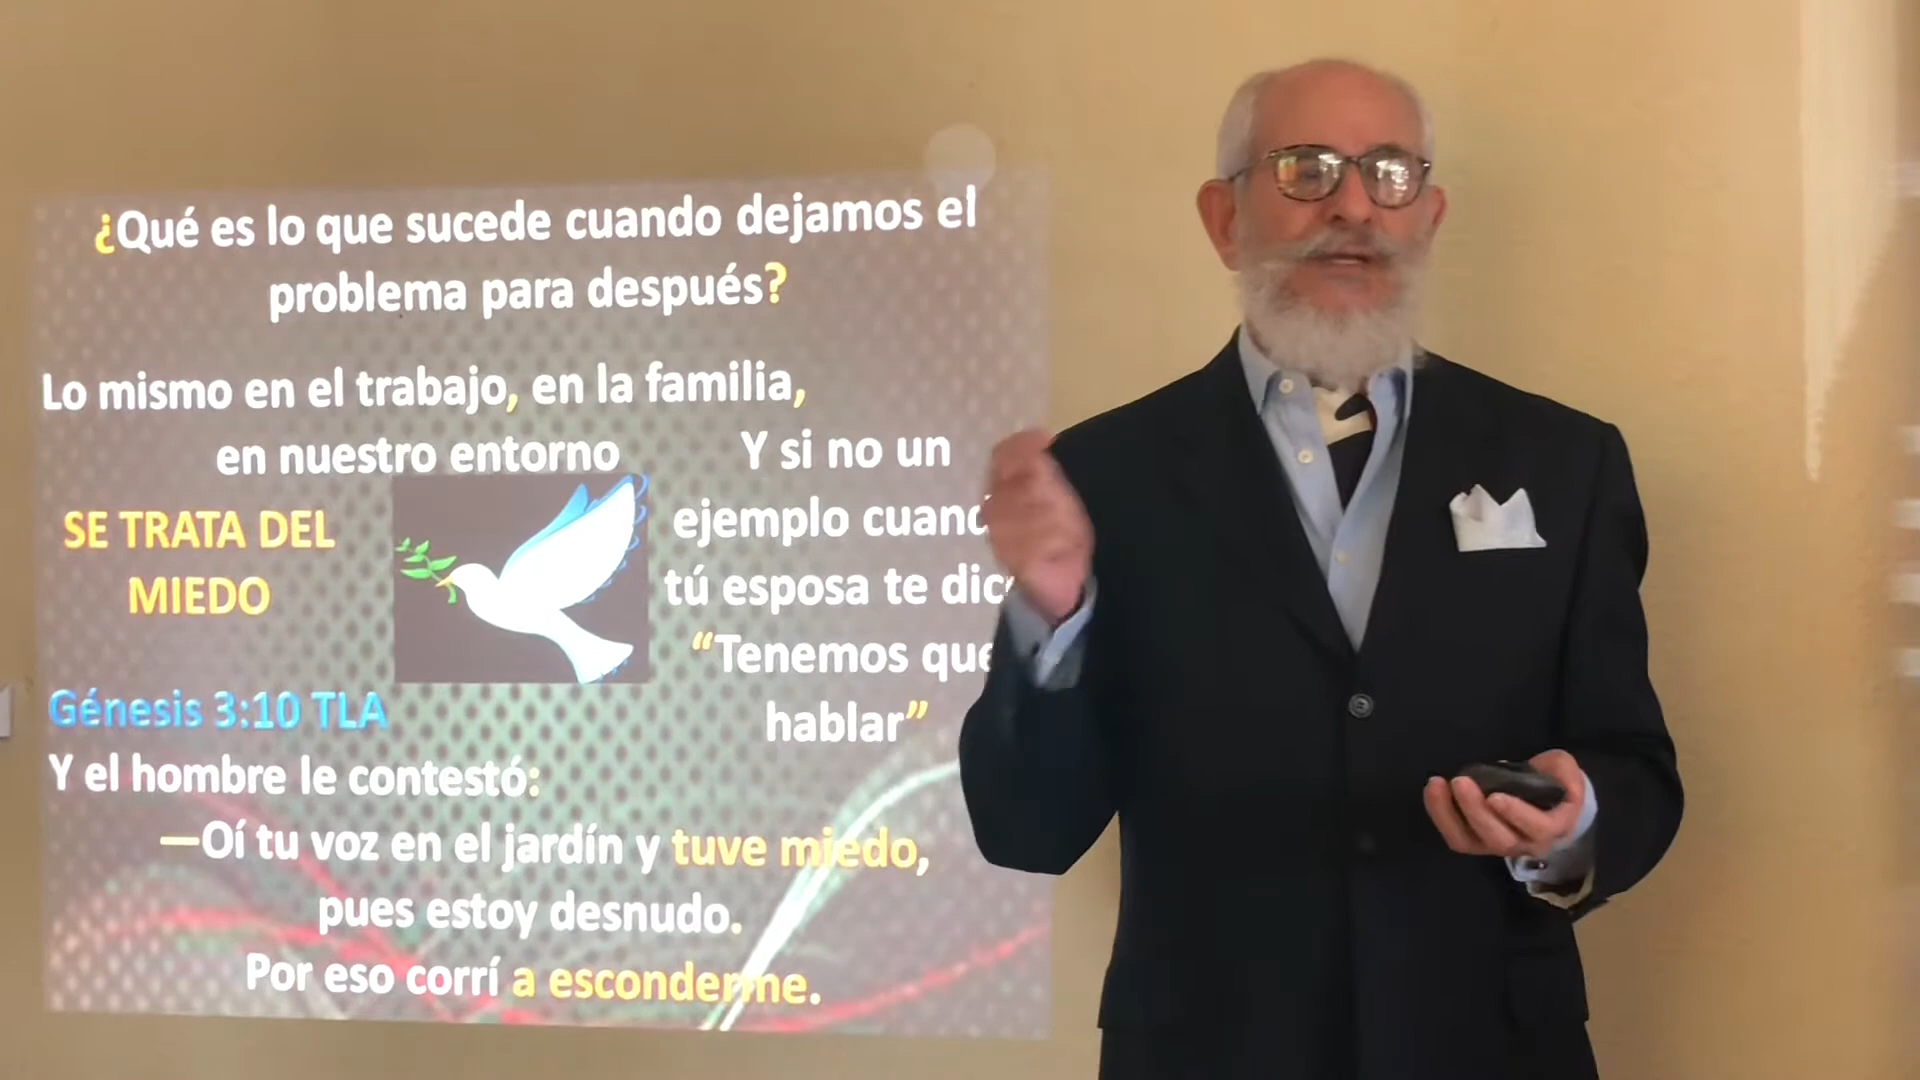 ¿Qué es lo que sucede cuando dejamos el
problema para después?
Lo mismo en el trabajo, en la familia,
en nuestro entorno
SE TRATA DEL
MIEDO
Y si no un
ejemplo
tú esposa te
“Tenemos que
hablar”
Génesis 3:10 TLA
Y el hombre le contestó:
—Oí tu voz en el jardín y tuve miedo,
pues estoy desnudo.
Por eso corrí a esconderme.